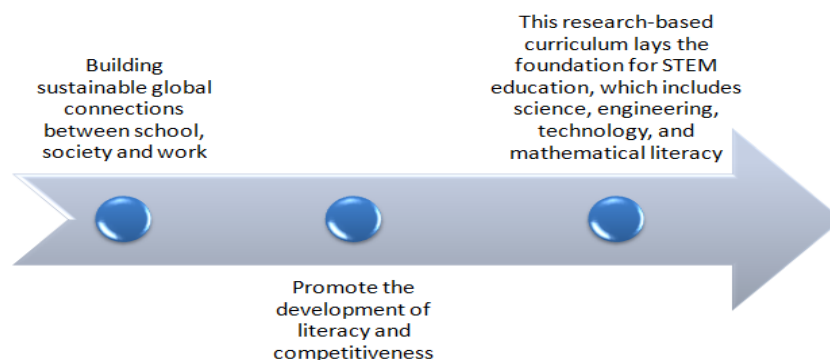 Building
sustainable global
connections
between school,
society and work
Promote the
development of
literacy and
competitiveness
This research-based
curriculum lays the
foundation for STEM
education, which includes
science, engineering,
technology, and
mathematical literacy